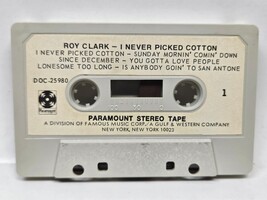 ROY CLARK – I NEVER PICKED COTTON
I NEVER PICKED COTTON – SUNDAY MORNIN' COMIN' DOWN
SINCE DECEMBER – YOU GOTTA LOVE PEOPLE
LONESOME TOO LONG – IS ANYBODY GOIN' TO SAN ANTONE
DOC-25980
1
PARAMOUNT STEREO TAPE
A DIVISION OF FAMOUS MUSIC CORP./A GULF & WESTERN COMPANY
NEW YORK, NEW YORK 10023